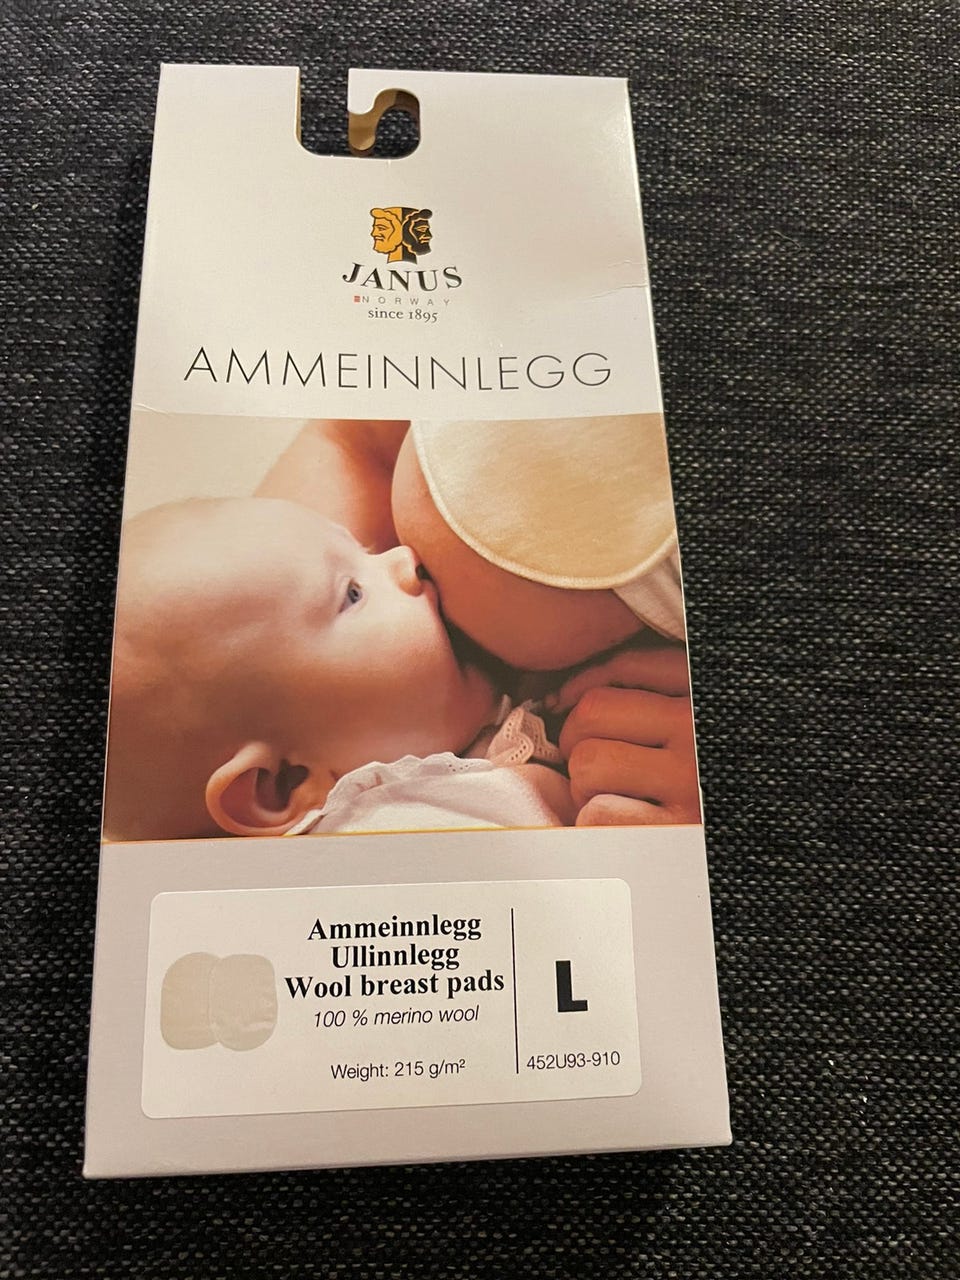 JANUS
NORWAY
since 1895
AMMEINNLEGG
Ammeinnlegg
Ullinnlegg
Wool breast pads
100 % merino wool
Weight: 215 g/m²
L
452U93-910